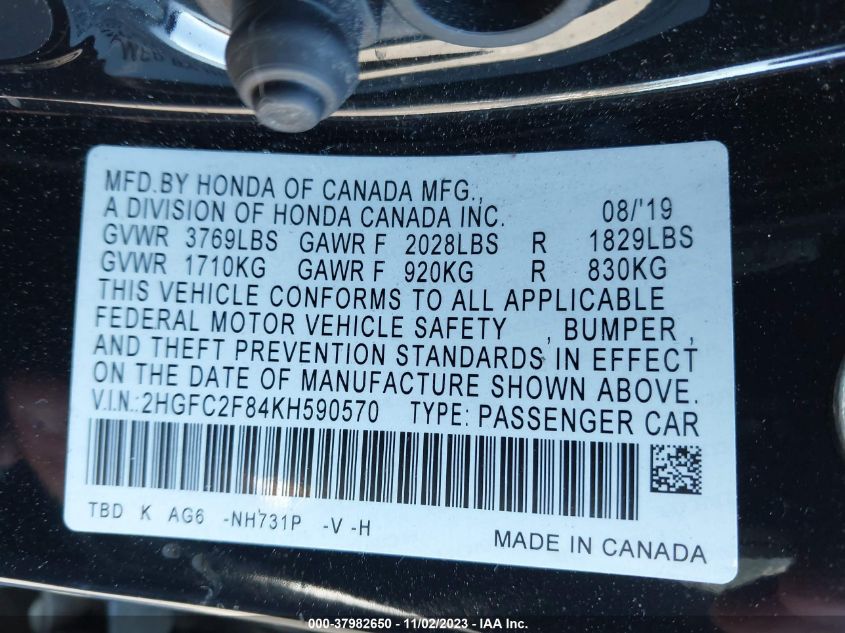 MFD.BY HONDA OF CANADA MFG.,
A DIVISION OF HONDA CANADA INC. 08/'19
GVWR 3769LBS GAWR F 2028LBS R 1829LBS
GVWR 1710KG GAWR F 920KG R 830KG
THIS VEHICLE CONFORMS TO ALL APPLICABLE
FEDERAL MOTOR VEHICLE SAFETY , BUMPER ,
AND THEFT PREVENTION STANDARDS IN EFFECT
ON THE DATE OF MANUFACTURE SHOWN ABOVE.
V.I.N.:2HGFC2F84KH590570 TYPE: PASSENGER CAR
TBD K AG6 -NH731P -V -H
MADE IN CANADA
000-37982650 - 11/02/2023 - IAA Inc.